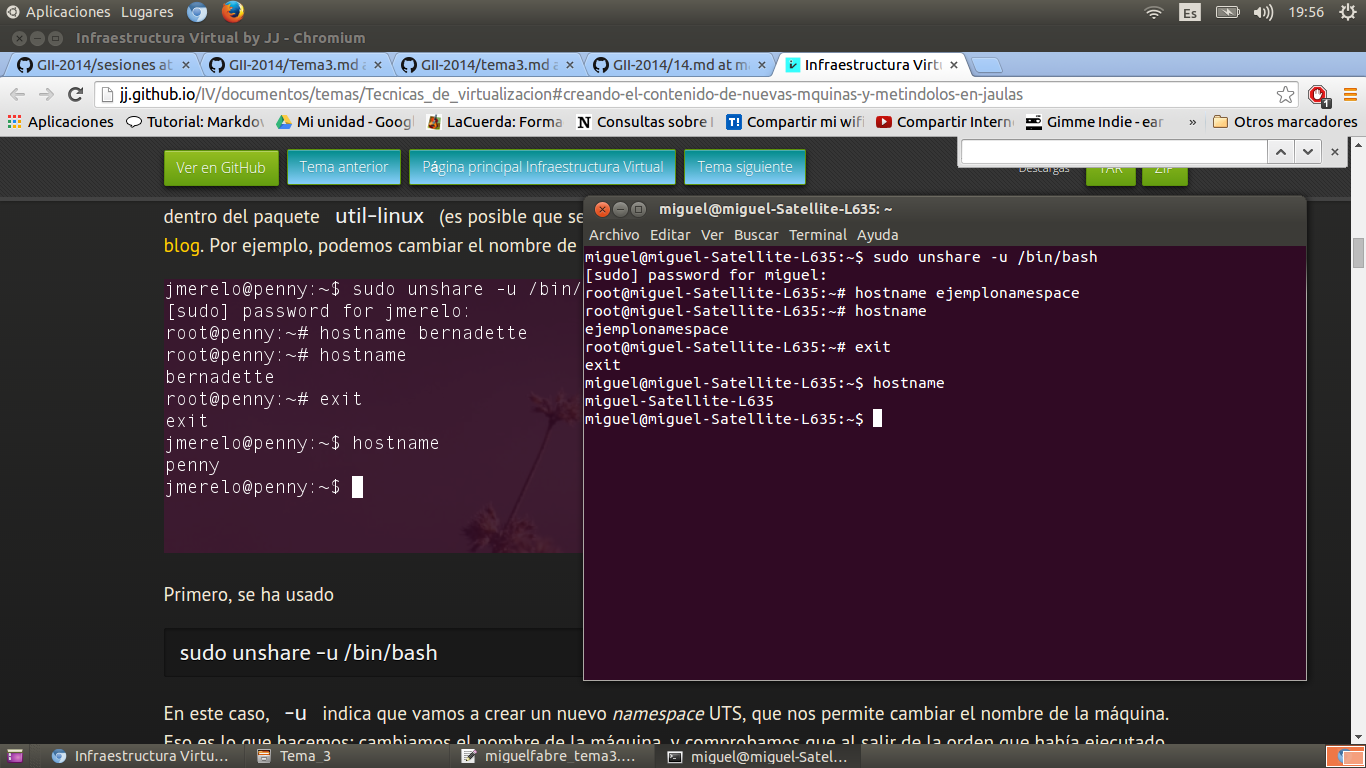 Aplicaciones Lugares Es 19:56
Infraestructura Virtual by JJ - Chromium
GII-2014/sesiones at × GII-2014/Tema3.md a × GII-2014/tema3.md a × GII-2014/14.md at m × Infraestructura Virtu ×
jj.github.io/IV/documentos/temas/Tecnicas_de_virtualizacion#creando-el-contenido-de-nuevas-mquinas-y-metindolos-en-jaulas 1
Aplicaciones Tutorial: Markdov Mi unidad - Googl LaCuerda: Forma Consultas sobre Compartir mi wifi Compartir Intern Gimme Indie - ear » Otros marcadores
Ver en GitHub Tema anterior Página principal Infraestructura Virtual Tema siguiente Descargas TAR ZIP
dentro del paquete util-linux (es posible que se
blog. Por ejemplo, podemos cambiar el nombre de
jmerelo@penny:~$ sudo unshare -u /bin/
[sudo] password for jmerelo:
root@penny:~# hostname bernadette
root@penny:~# hostname
bernadette
root@penny:~# exit
exit
jmerelo@penny:~$ hostname
penny
jmerelo@penny:~$
Primero, se ha usado
sudo unshare -u /bin/bash
En este caso, -u indica que vamos a crear un nuevo namespace UTS, que nos permite cambiar el nombre de la máquina.
Eso es lo que hacemos: cambiamos el nombre de la máquina, y comprobamos que al salir de la orden que había ejecutado
miguel@miguel-Satellite-L635: ~
Archivo Editar Ver Buscar Terminal Ayuda
miguel@miguel-Satellite-L635:~$ sudo unshare -u /bin/bash
[sudo] password for miguel:
root@miguel-Satellite-L635:~# hostname ejemplonamespace
root@miguel-Satellite-L635:~# hostname
ejemplonamespace
root@miguel-Satellite-L635:~# exit
exit
miguel@miguel-Satellite-L635:~$ hostname
miguel-Satellite-L635
miguel@miguel-Satellite-L635:~$
Infraestructura Virtu... Tema_3 miguelfabre_tema3.... miguel@miguel-Satel...